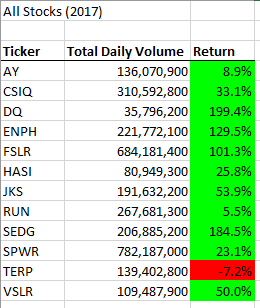 All Stocks (2017)
Ticker Total Daily Volume Return
AY 136,070,900 8.9%
CSIQ 310,592,800 33.1%
DQ 35,796,200 199.4%
ENPH 221,772,100 129.5%
FSLR 684,181,400 101.3%
HASI 80,949,300 25.8%
JKS 191,632,200 53.9%
RUN 267,681,300 5.5%
SEDG 206,885,200 184.5%
SPWR 782,187,000 23.1%
TERP 139,402,800 -7.2%
VSLR 109,487,900 50.0%